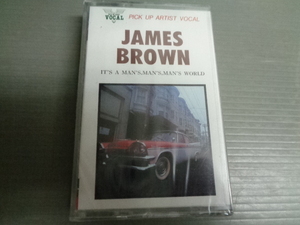 VOCAL
PICK UP ARTIST VOCAL
JAMES
BROWN
IT'S A MAN'S,MAN'S,MAN'S WORLD